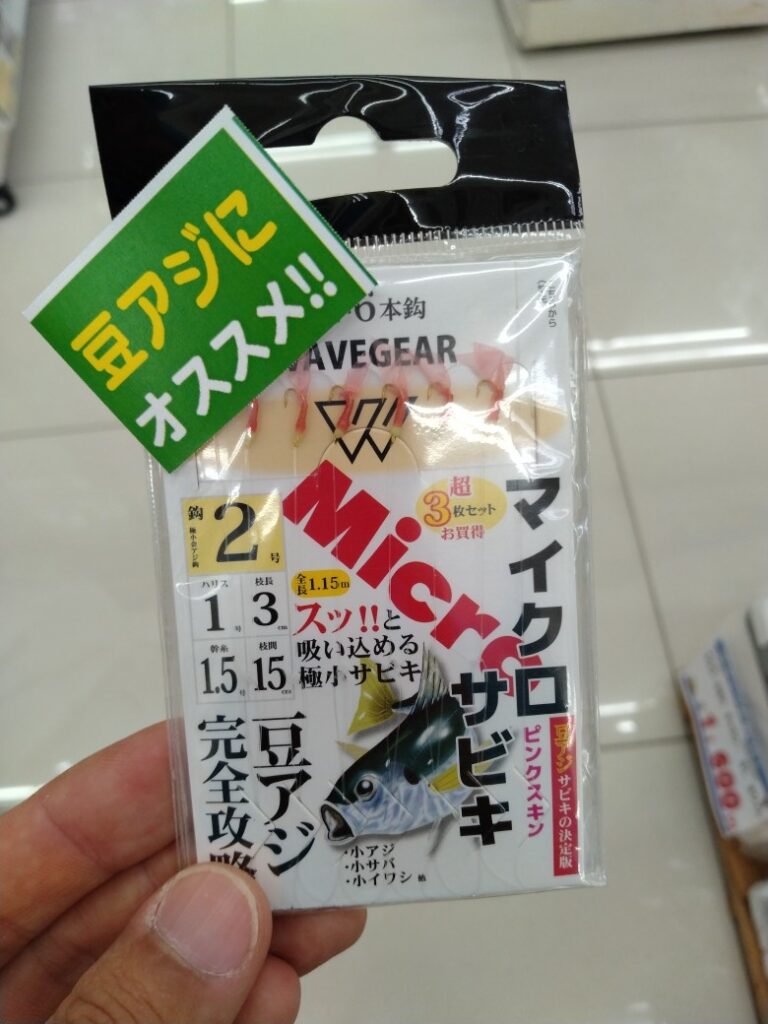 豆アジに
オススメ!!
6本鈎
WAVEGEAR
Micro
マイクロ
サビキ
超
3枚セット
お買得
鈎
極小金アジ鈎
2号
ハリス
1号
枝長
3cm
幹糸
1.5号
枝間
15cm
全長1.15m
スッ!!と
吸い込める
極小サビキ
豆アジ
完全攻略
ピンクスキン
豆アジサビキの決定版
・小アジ
・小サバ
・小イワシ 他